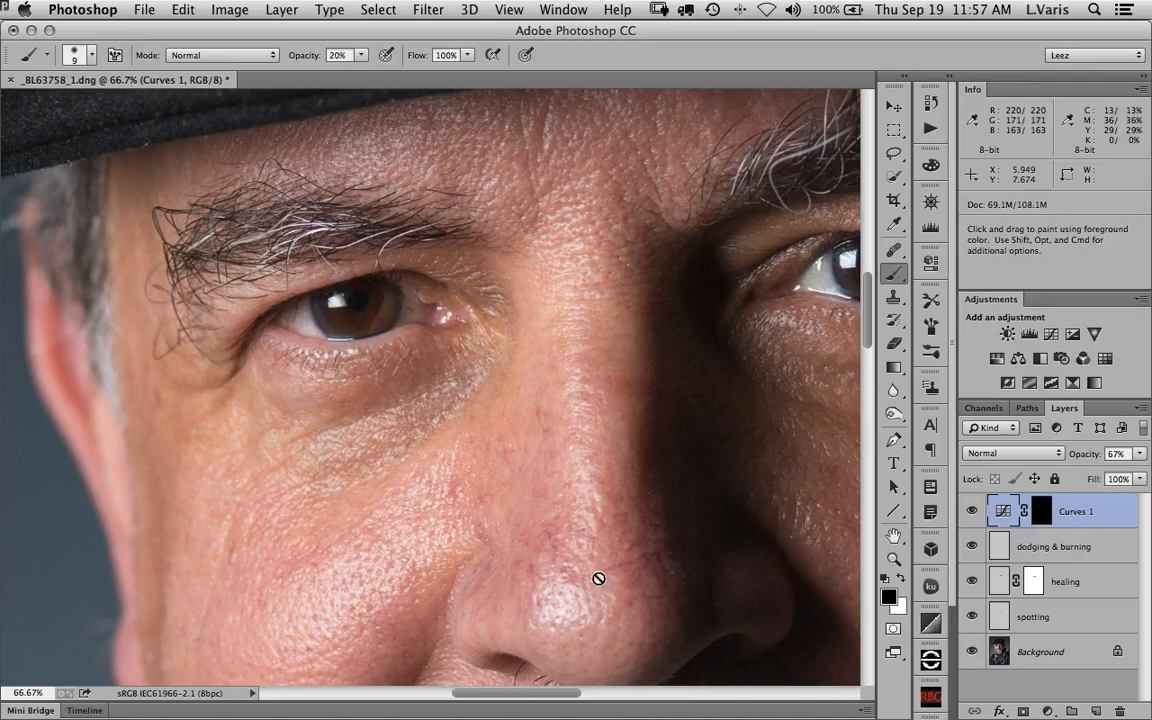 Photoshop File Edit Image Layer Type Select Filter 3D View Window Help 100% Thu Sep 19 11:57 AM L.Varis
Adobe Photoshop CC
9 Mode: Normal Opacity: 20% Flow: 100% Leez
_BL63758_1.dng @ 66.7% (Curves 1, RGB/8) *
Info
R: 220/ 220 C: 13/ 13%
G: 171/ 171 M: 36/ 36%
B: 163/ 163 Y: 29/ 29%
K: 0/ 0%
8-bit 8-bit
X: 5.949 W:
Y: 7.674 H:
Doc: 69.1M/108.1M
Click and drag to paint using foreground
color. Use Shift, Opt, and Cmd for
additional options.
Adjustments
Add an adjustment
Channels Paths Layers
Kind
Normal Opacity: 67%
Lock: Fill: 100%
Curves 1
dodging & burning
healing
spotting
Background
ku
RBG
66.67% sRGB IEC61966-2.1 (8bpc)
Mini Bridge Timeline